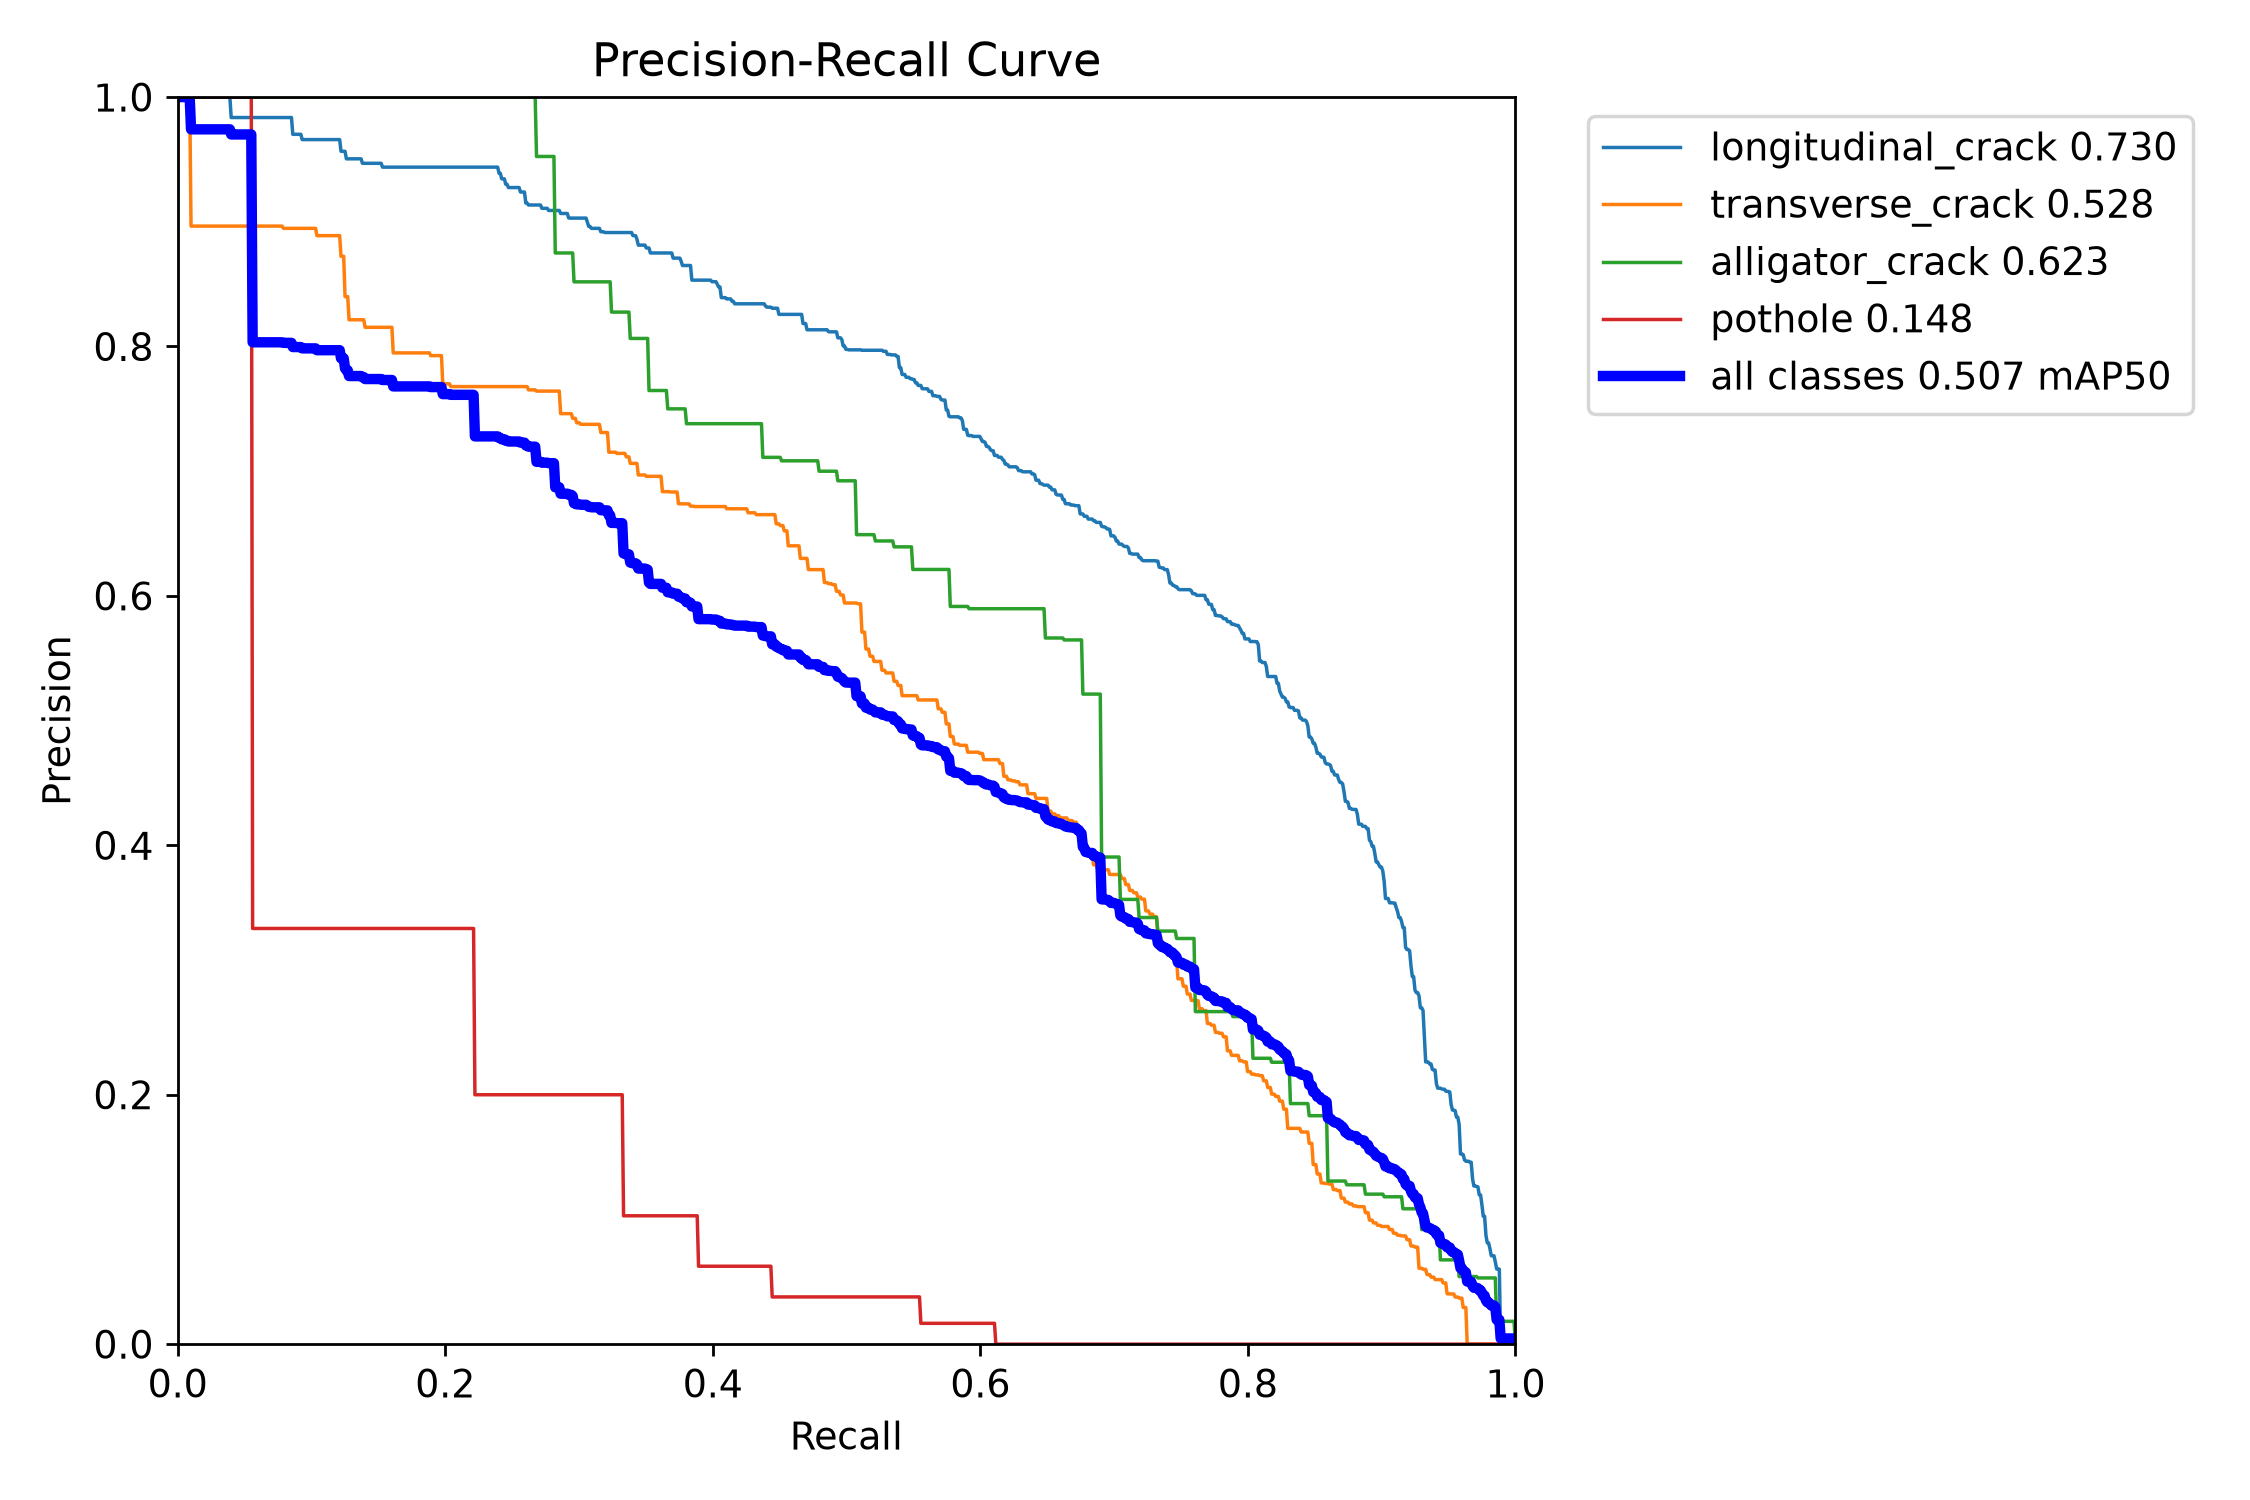 Precision-Recall Curve
1.0
0.8
0.6
0.4
0.2
0.0
Precision
0.0 0.2 0.4 0.6 0.8 1.0
Recall
longitudinal_crack 0.730
transverse_crack 0.528
alligator_crack 0.623
pothole 0.148
all classes 0.507 mAP50